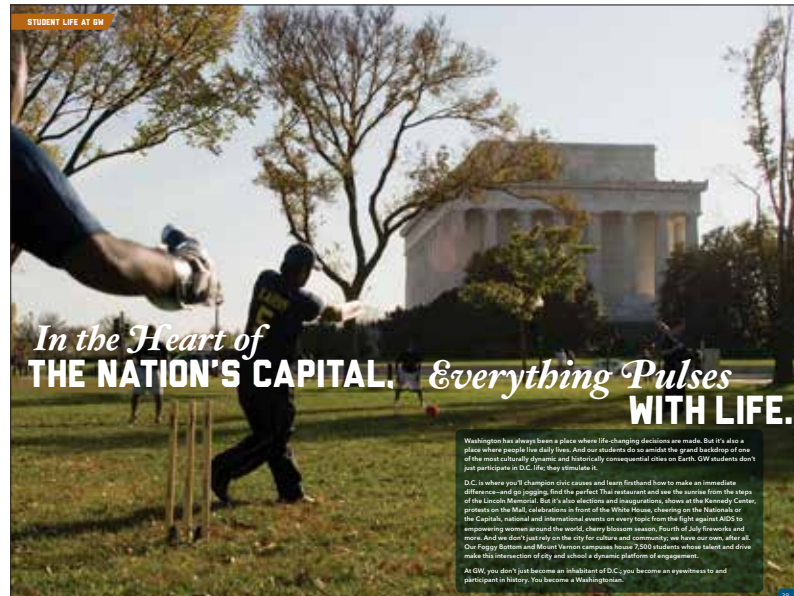 STUDENT LIFE AT GW
In the Heart of
THE NATION'S CAPITAL.
Everything Pulses
WITH LIFE.
Washington has always been a place where life-changing decisions are made. But it's also a
place where people live daily lives. And our students do so amidst the grand backdrop of one
of the most culturally dynamic and historically consequential cities on Earth. GW students don't
just participate in D.C. life; they stimulate it.
D.C. is where you'll champion civic causes and learn firsthand how to make an immediate
difference—and go jogging, find the perfect Thai restaurant and see the sunrise from the steps
of the Lincoln Memorial. But it's also elections and inaugurations, shows at the Kennedy Center,
protests on the Mall, celebrations in front of the White House, cheering on the Nationals or
the Capitals, national and international events on every topic from the fight against AIDS to
empowering women around the world, cherry blossom season, Fourth of July fireworks and
more. And we don't just rely on the city for culture and community; we have our own, after all.
Our Foggy Bottom and Mount Vernon campuses house 7,500 students whose talent and drive
make this intersection of city and school a dynamic platform of engagement.
At GW, you don't just become an inhabitant of D.C.; you become an eyewitness to and
participant in history. You become a Washingtonian.